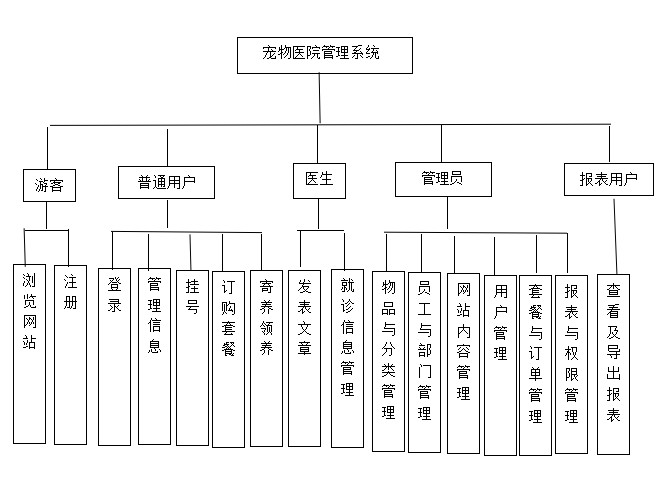 宠物医院管理系统
游客
普通用户
医生
管理员
报表用户
浏览网站
注册
登录
管理信息
挂号
订购套餐
寄养领养
发表文章
就诊信息管理
物品与分类管理
员工与部门管理
网站内容管理
用户管理
套餐与订单管理
报表与权限管理
查看及导出报表